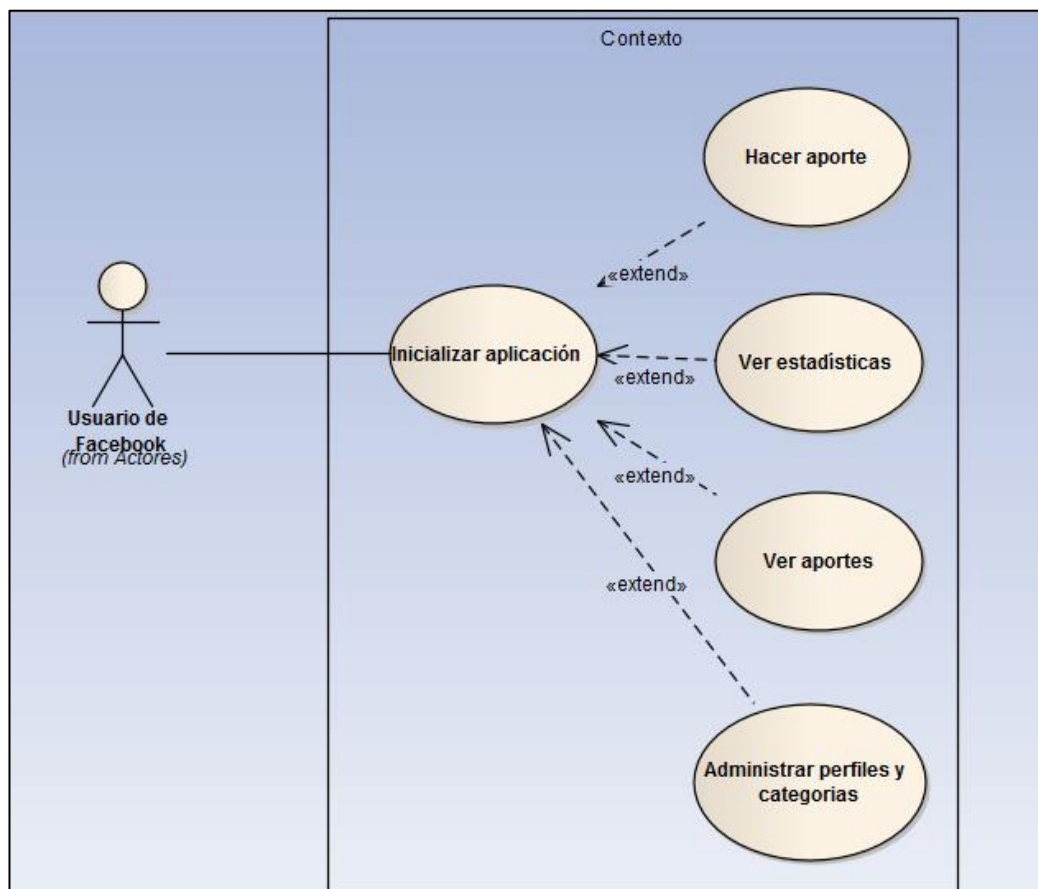 Contexto
Hacer aporte
«extend»
Inicializar aplicación
Ver estadísticas
«extend»
Usuario de
Facebook
(from Actores)
«extend»
Ver aportes
«extend»
Administrar perfiles y
categorias